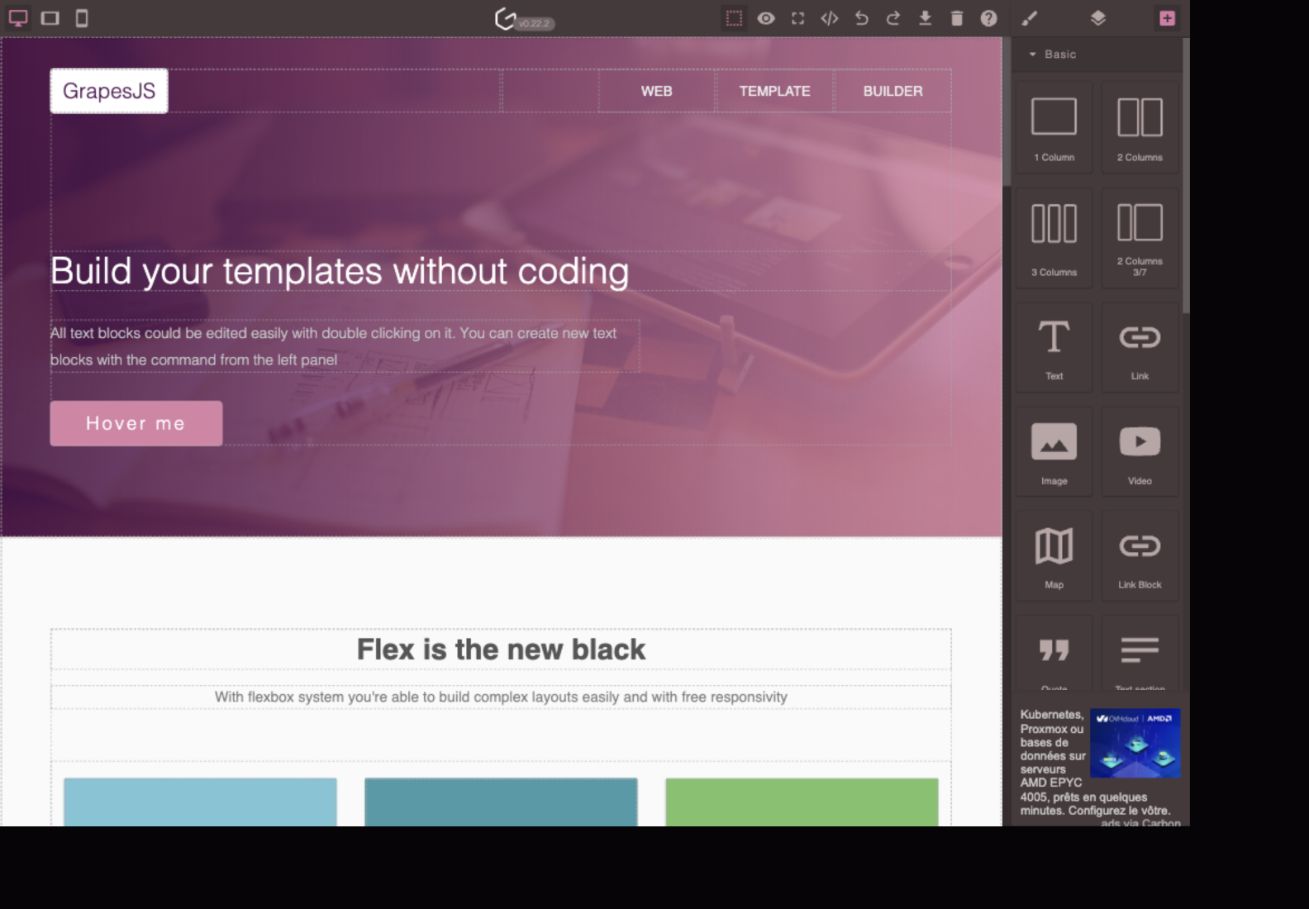 v0.22.2
Basic
GrapesJS
WEB
TEMPLATE
BUILDER
1 Column
2 Columns
3 Columns
2 Columns
3/7
Build your templates without coding
All text blocks could be edited easily with double clicking on it. You can create new text
blocks with the command from the left panel
Hover me
Text
Link
Image
Video
Map
Link Block
Quote
Text section
Flex is the new black
With flexbox system you're able to build complex layouts easily and with free responsivity
Kubernetes,
Proxmox ou
bases de
données sur
serveurs
AMD EPYC
4005, prêts en quelques
minutes. Configurez le vôtre.
OVHcloud | AMD
ads via Carbon